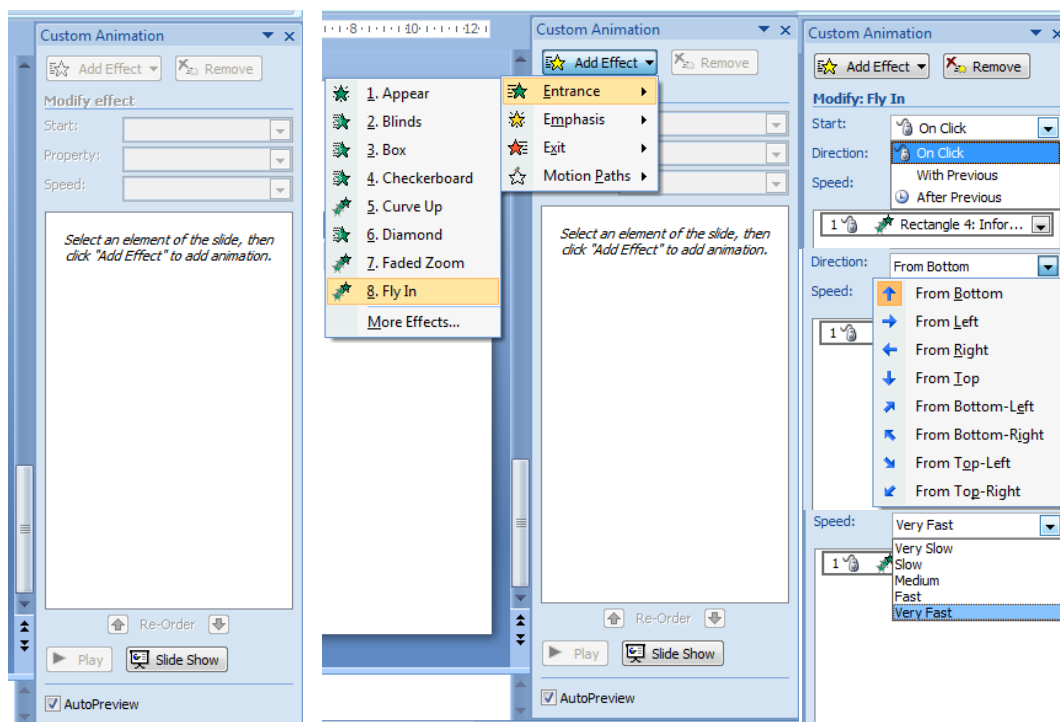 Custom Animation
Add Effect
Remove
Modify effect
Start:
Property:
Speed:
Select an element of the slide, then
click "Add Effect" to add animation.
Re-Order
Play
Slide Show
AutoPreview
8 10 12
1. Appear
2. Blinds
3. Box
4. Checkerboard
5. Curve Up
6. Diamond
7. Faded Zoom
8. Fly In
More Effects...
Custom Animation
Add Effect
Remove
Entrance
Emphasis
Exit
Motion Paths
Select an element of the slide, then
click "Add Effect" to add animation.
Re-Order
Play
Slide Show
AutoPreview
Custom Animation
Add Effect
Remove
Modify: Fly In
Start: On Click
Direction: On Click
With Previous
Speed:
After Previous
1 Rectangle 4: Infor...
Direction: From Bottom
Speed: From Bottom
From Left
1
From Right
From Top
From Bottom-Left
From Bottom-Right
From Top-Left
From Top-Right
Speed: Very Fast
Very Slow
1 Slow
Medium
Fast
Very Fast